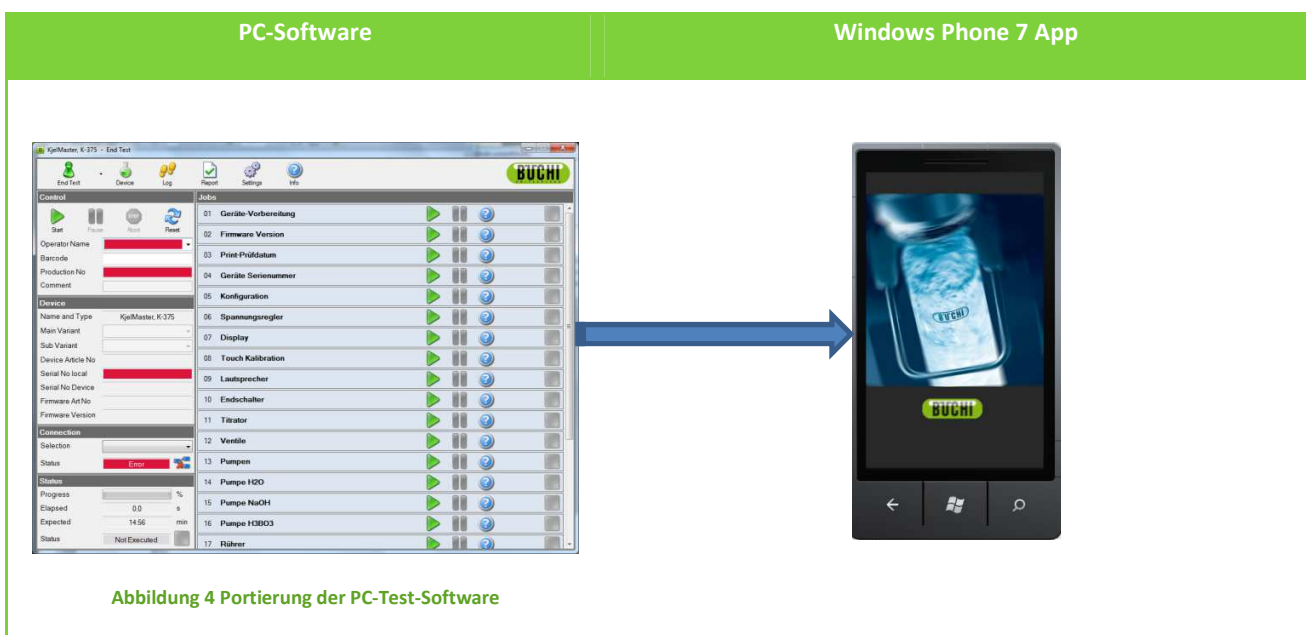 PC-Software
Windows Phone 7 App
KjelMaster, K-375 - End Test
End Test
Device
Log
Report
Settings
Info
BUCHI
Control
Jobs
Start
Pause
Abort
Reset
Operator Name
Barcode
Production No
Comment
Device
Name and Type KjelMaster, K-375
Main Variant
Sub Variant
Device Article No
Serial No local
Serial No Device
Firmware Art No
Firmware Version
Connection
Selection
Status Error
Status
Progress %
Elapsed 0.0 s
Expected 14:56 min
Status Not Executed
01 Geräte-Vorbereitung
02 Firmware Version
03 Print-Prüfdatum
04 Geräte Serienummer
05 Konfiguration
06 Spannungsregler
07 Display
08 Touch Kalibration
09 Lautsprecher
10 Endschalter
11 Titrator
12 Ventile
13 Pumpen
14 Pumpe H2O
15 Pumpe NaOH
16 Pumpe H3BO3
17 Rührer
BUCHI
BUCHI
Abbildung 4 Portierung der PC-Test-Software